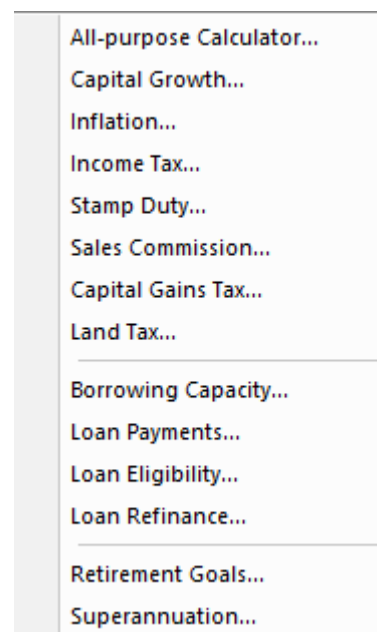 All-purpose Calculator...
Capital Growth...
Inflation...
Income Tax...
Stamp Duty...
Sales Commission...
Capital Gains Tax...
Land Tax...
Borrowing Capacity...
Loan Payments...
Loan Eligibility...
Loan Refinance...
Retirement Goals...
Superannuation...